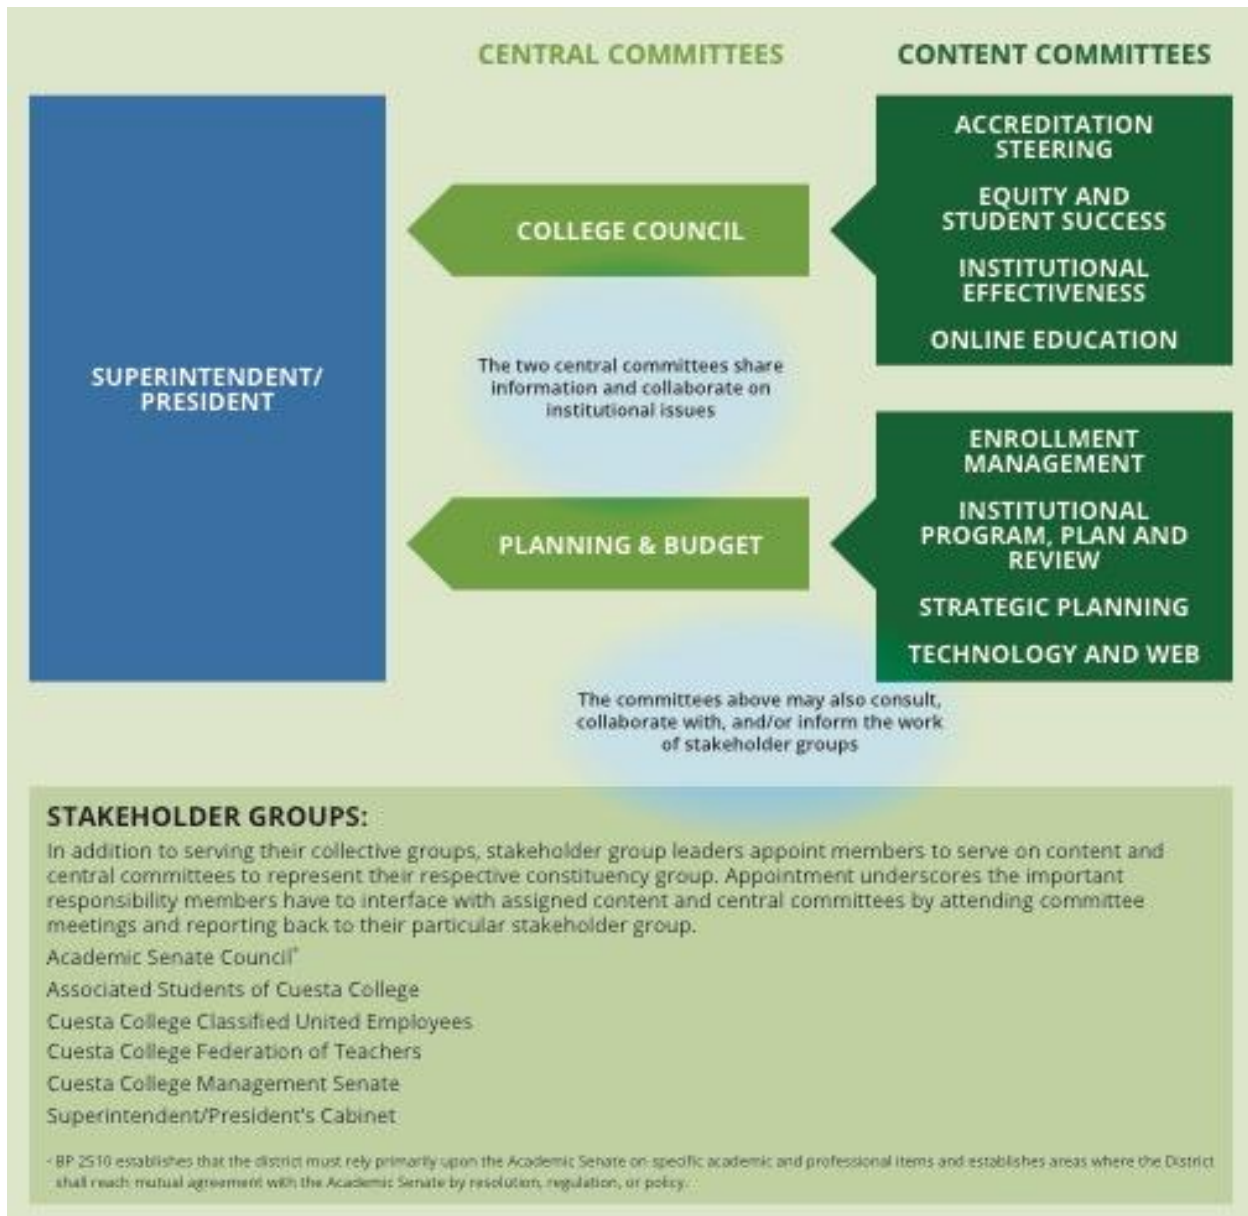 CENTRAL COMMITTEES
CONTENT COMMITTEES
SUPERINTENDENT/
PRESIDENT
COLLEGE COUNCIL
The two central committees share
information and collaborate on
institutional issues
PLANNING & BUDGET
ACCREDITATION
STEERING
EQUITY AND
STUDENT SUCCESS
INSTITUTIONAL
EFFECTIVENESS
ONLINE EDUCATION
ENROLLMENT
MANAGEMENT
INSTITUTIONAL
PROGRAM, PLAN AND
REVIEW
STRATEGIC PLANNING
TECHNOLOGY AND WEB
The committees above may also consult,
collaborate with, and/or inform the work
of stakeholder groups
STAKEHOLDER GROUPS:
In addition to serving their collective groups, stakeholder group leaders appoint members to serve on content and
central committees to represent their respective constituency group. Appointment underscores the important
responsibility members have to interface with assigned content and central committees by attending committee
meetings and reporting back to their particular stakeholder group.
Academic Senate Council*
Associated Students of Cuesta College
Cuesta College Classified United Employees
Cuesta College Federation of Teachers
Cuesta College Management Senate
Superintendent/President's Cabinet
* BP 2510 establishes that the district must rely primarily upon the Academic Senate on specific academic and professional items and establishes areas where the District
shall reach mutual agreement with the Academic Senate by resolution, regulation, or policy.